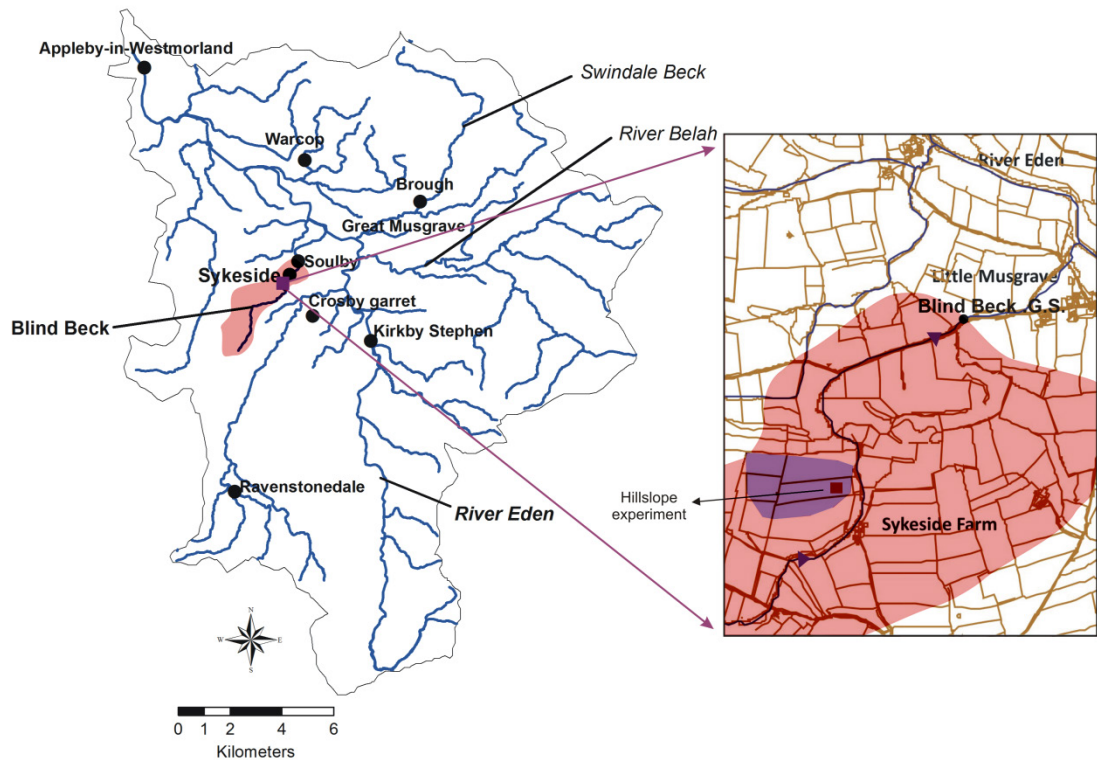 Appleby-in-Westmorland
Swindale Beck
Warcop
River Belah
Brough
Great Musgrave
Soulby
Sykeside
Crosby garret
Blind Beck
Kirkby Stephen
Ravenstonedale
River Eden
N
W E
S
0 1 2 4 6
Kilometers
River Eden
Little Musgrave
Blind Beck G.S.
Hillslope
experiment
Sykeside Farm